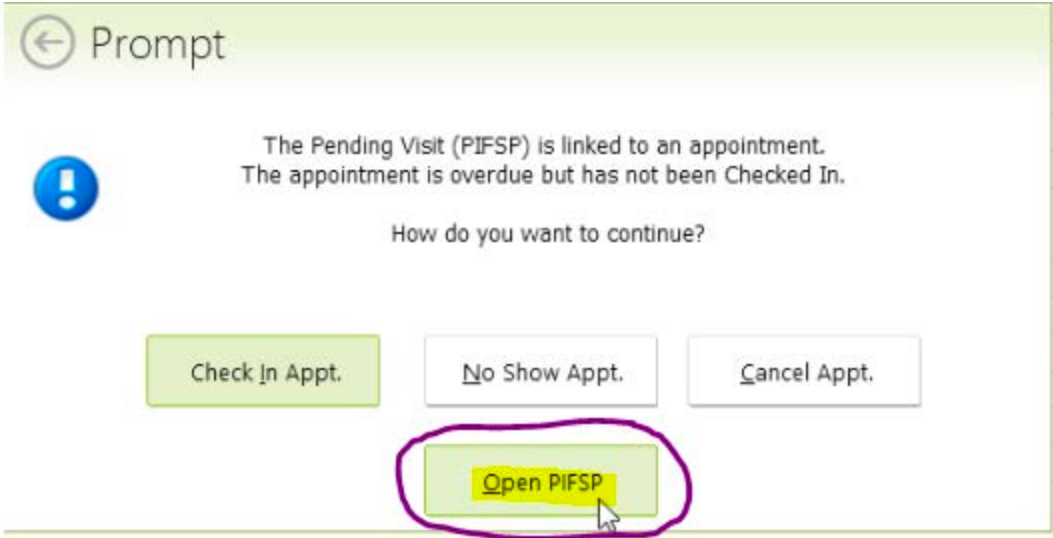 Prompt
The Pending Visit (PIFSP) is linked to an appointment.
The appointment is overdue but has not been Checked In.
How do you want to continue?
Check In Appt.
No Show Appt.
Cancel Appt.
Open PIFSP